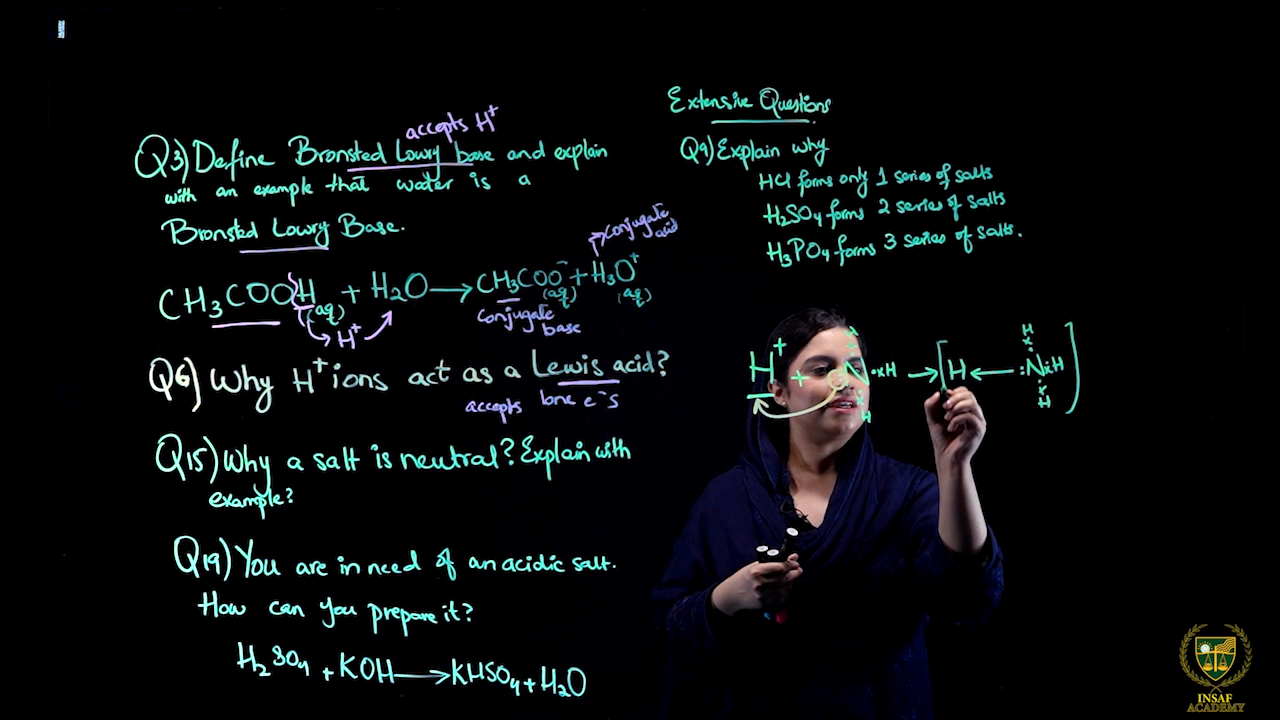 accepts H⁺
Q3) Define Bronsted Lowry base and explain
with an example that water is a
Bronsted Lowry Base.
CH₃COOH(aq) + H₂O → CH₃COO⁻(aq) + H₃O⁺(aq)
H⁺
conjugate base
conjugate acid
Q6) Why H⁺ ions act as a Lewis acid?
accepts lone e⁻s
Q15) Why a salt is neutral? Explain with
example?
Q19) You are in need of an acidic salt.
How can you prepare it?
H₂SO₄ + KOH → KHSO₄ + H₂O
Extensive Questions
Q9) Explain why
HCl forms only 1 series of salts
H₂SO₄ forms 2 series of salts
H₃PO₄ forms 3 series of salts.
H⁺ + :N·xH → [H ← :N·xH]
H H
H H
INSAF
ACADEMY